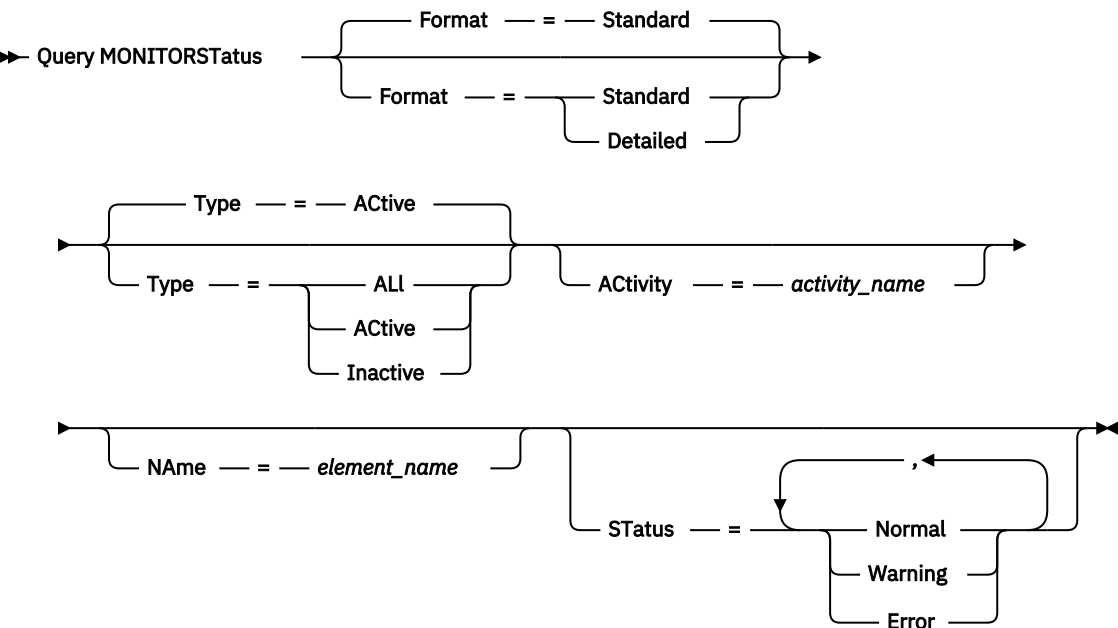 Format = Standard
Query MONITORSTatus
Format = Standard
Detailed
Type = ACtive
Type = ALl
ACtivity = activity_name
ACtive
Inactive
NAme = element_name
,
STatus = Normal
Warning
Error